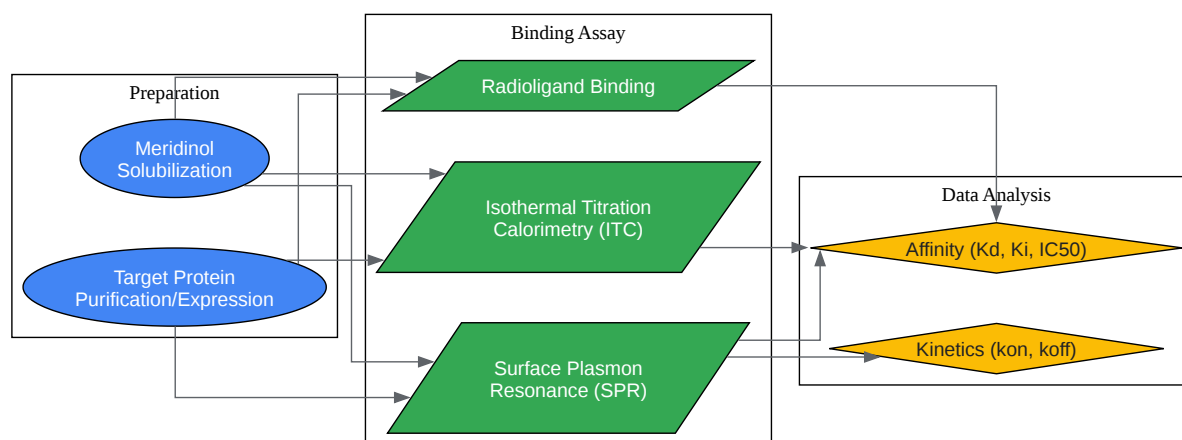 Preparation
Meridinol
Solubilization
Target Protein
Purification/Expression
Binding Assay
Radioligand Binding
Isothermal Titration
Calorimetry (ITC)
Surface Plasmon
Resonance (SPR)
Data Analysis
Affinity (Kd, Ki, IC50)
Kinetics (kon, koff)